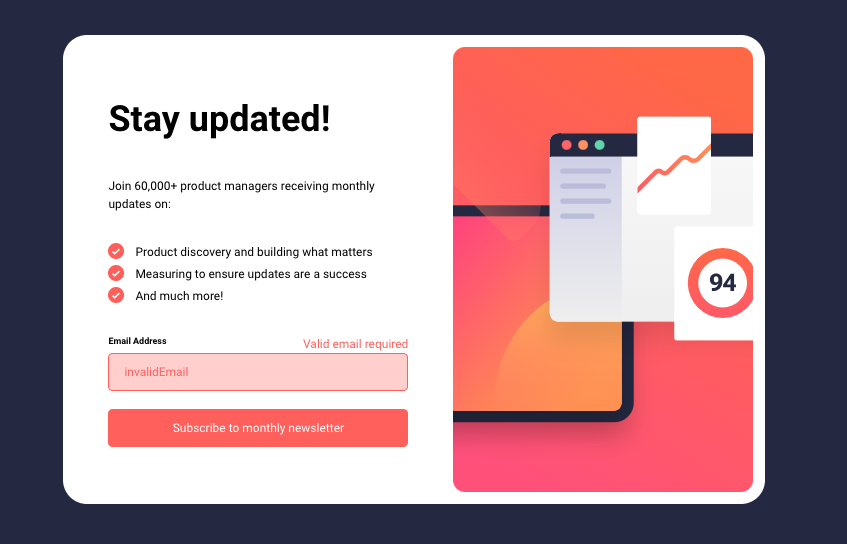 Stay updated!
Join 60,000+ product managers receiving monthly
updates on:
Product discovery and building what matters
Measuring to ensure updates are a success
And much more!
Email Address
Valid email required
invalidEmail
Subscribe to monthly newsletter
94